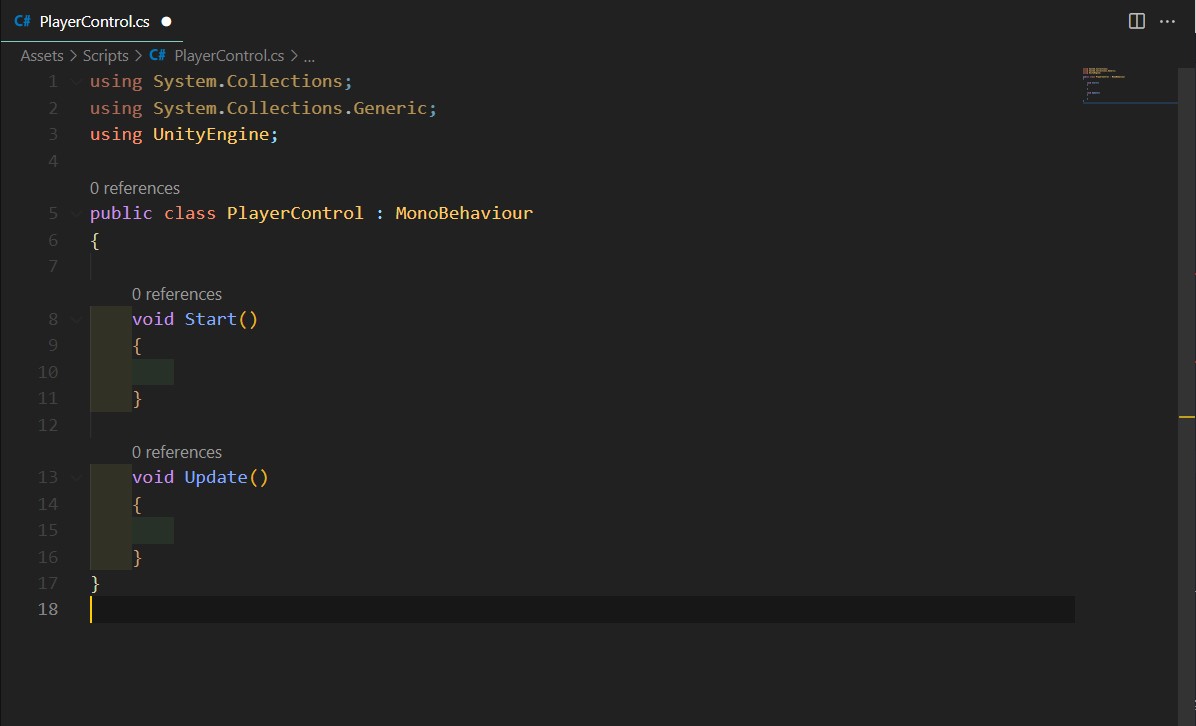 C# PlayerControl.cs ●
Assets > Scripts > C# PlayerControl.cs > ...
1 using System.Collections;
2 using System.Collections.Generic;
3 using UnityEngine;
4
0 references
5 public class PlayerControl : MonoBehaviour
6 {
7
0 references
8 void Start()
9 {
10
11 }
12
0 references
13 void Update()
14 {
15
16 }
17 }
18